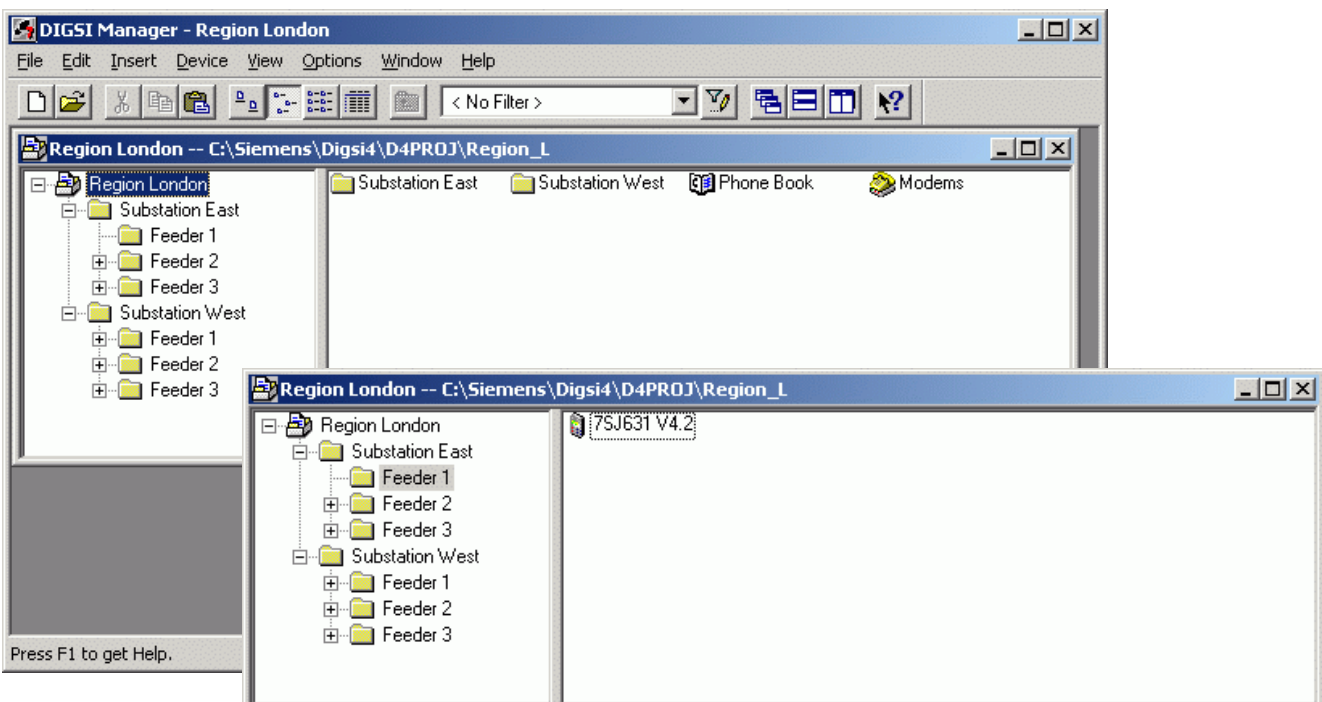 DIGSI Manager - Region London
File Edit Insert Device View Options Window Help
< No Filter >
Region London -- C:\Siemens\Digsi4\D4PROJ\Region_L
Region London
Substation East
Feeder 1
Feeder 2
Feeder 3
Substation West
Feeder 1
Feeder 2
Feeder 3
Substation East Substation West Phone Book Modems
Press F1 to get Help.
Region London -- C:\Siemens\Digsi4\D4PROJ\Region_L
Region London
Substation East
Feeder 1
Feeder 2
Feeder 3
Substation West
Feeder 1
Feeder 2
Feeder 3
7SJ631 V4.2